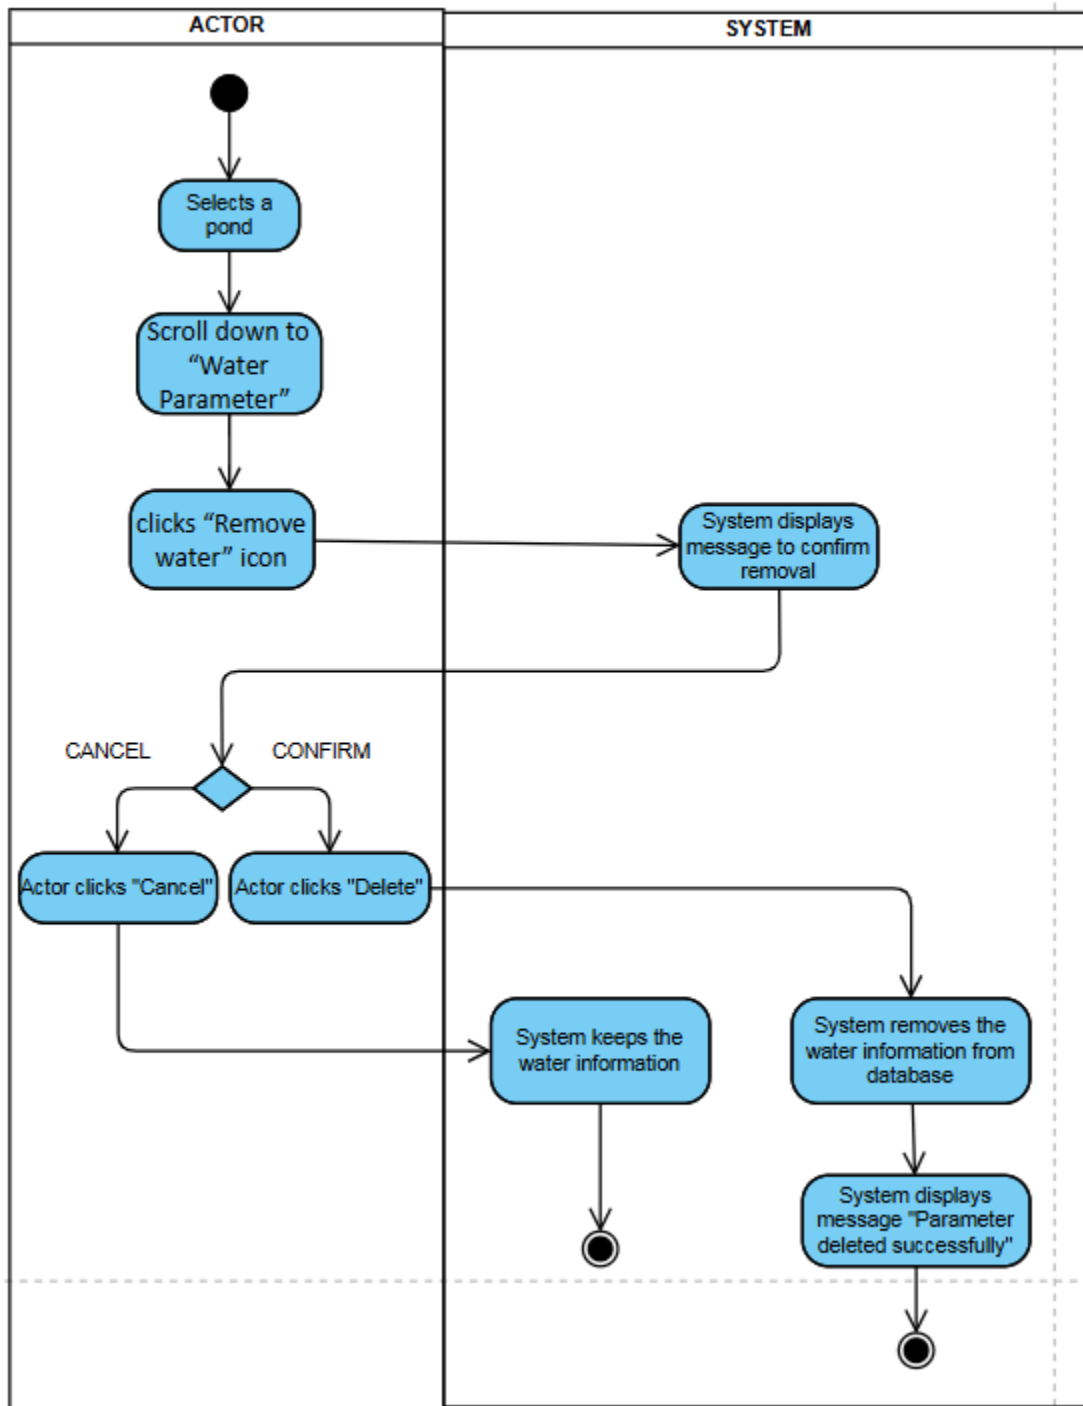 ACTOR
SYSTEM
Selects a
pond
Scroll down to
“Water
Parameter”
clicks “Remove
water” icon
System displays
message to confirm
removal
CANCEL
CONFIRM
Actor clicks "Cancel"
Actor clicks "Delete"
System keeps the
water information
System removes the
water information from
database
System displays
message "Parameter
deleted successfully"